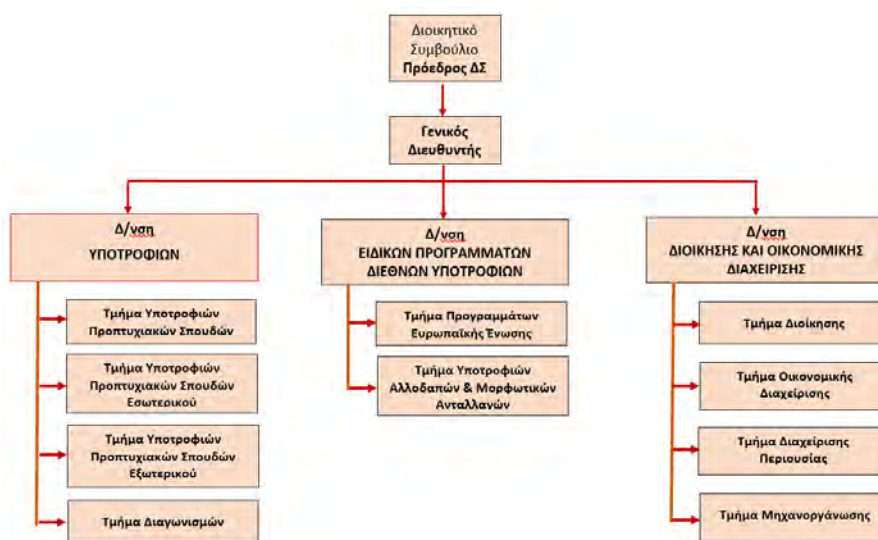 Διοικητικό
Συμβούλιο
Πρόεδρος ΔΣ
Γενικός
Διευθυντής
Δ/νση
ΥΠΟΤΡΟΦΙΩΝ
Τμήμα Υποτροφιών
Προπτυχιακών Σπουδών
Τμήμα Υποτροφιών
Προπτυχιακών Σπουδών
Εσωτερικού
Τμήμα Υποτροφιών
Προπτυχιακών Σπουδών
Εξωτερικού
Τμήμα Διαγωνισμών
Δ/νση
ΕΙΔΙΚΩΝ ΠΡΟΓΡΑΜΜΑΤΩΝ
ΔΙΕΘΝΩΝ ΥΠΟΤΡΟΦΙΩΝ
Τμήμα Προγραμμάτων
Ευρωπαϊκής Ένωσης
Τμήμα Υποτροφιών
Αλλοδαπών & Μορφωτικών
Ανταλλανών
Δ/νση
ΔΙΟΙΚΗΣΗΣ ΚΑΙ ΟΙΚΟΝΟΜΙΚΗΣ
ΔΙΑΧΕΙΡΙΣΗΣ
Τμήμα Διοίκησης
Τμήμα Οικονομικής
Διαχείρισης
Τμήμα Διαχείρισης
Περιουσίας
Τμήμα Μηχανοργάνωσης